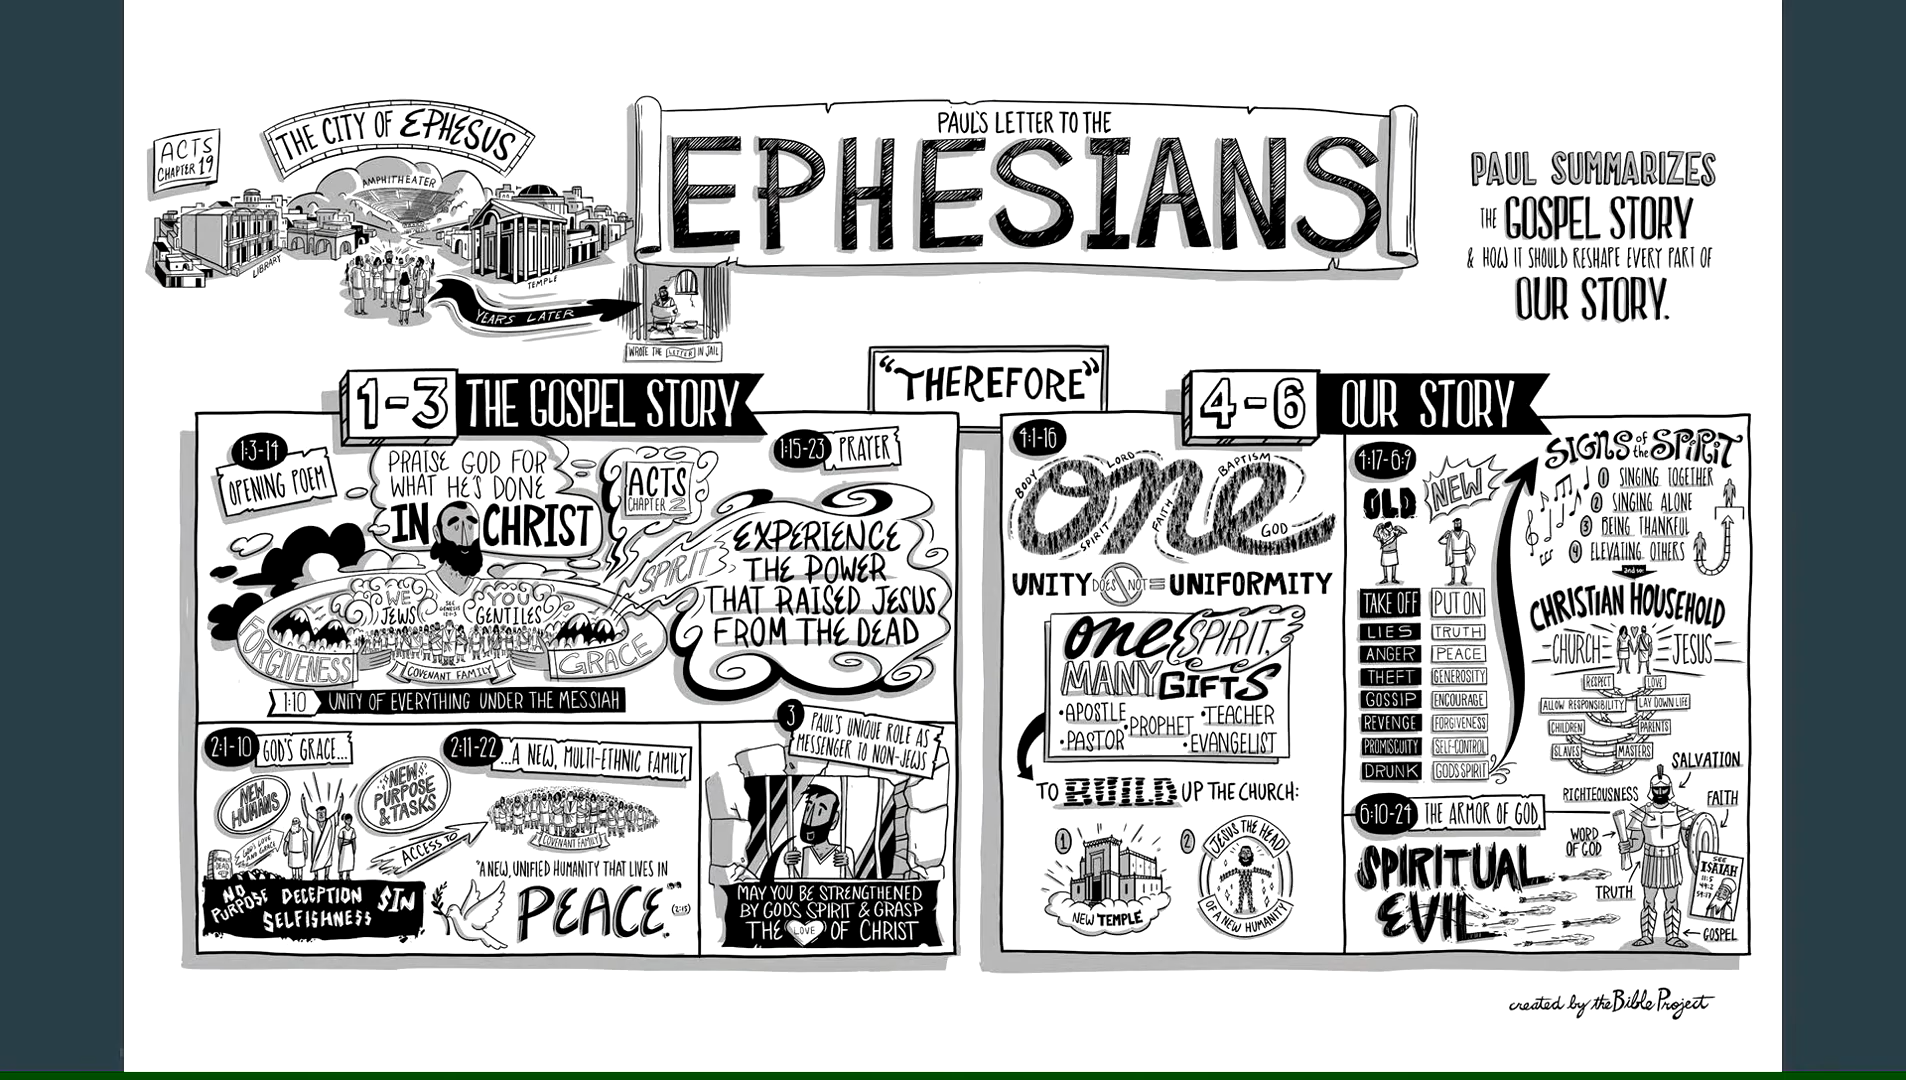 ACTS
CHAPTER 19
THE CITY OF EPHESUS
AMPHITHEATER
LIBRARY
TEMPLE
YEARS LATER
WROTE THE LETTER IN JAIL
PAUL'S LETTER TO THE
EPHESIANS
PAUL SUMMARIZES
THE GOSPEL STORY
& HOW IT SHOULD RESHAPE EVERY PART OF
OUR STORY.
1-3 THE GOSPEL STORY
1:3-14
OPENING POEM
PRAISE GOD FOR
WHAT HE'S DONE
IN CHRIST
ACTS
CHAPTER 2
SPIRIT
WE
JEWS
YOU
GENTILES
FORGIVENESS
COVENANT FAMILY
GRACE
1:10 UNITY OF EVERYTHING UNDER THE MESSIAH
1:15-23 PRAYER
EXPERIENCE
THE POWER
THAT RAISED JESUS
FROM THE DEAD
2:1-10 GOD'S GRACE...
NEW
HUMANS
NEW
PURPOSE
& TASKS
NO
PURPOSE
DECEPTION
SELFISHNESS
SIN
2:11-22 ...A NEW, MULTI-ETHNIC FAMILY
ACCESS TO
COVENANT FAMILY
"A NEW, UNIFIED HUMANITY THAT LIVES IN
PEACE."
(2:15)
3 PAUL'S UNIQUE ROLE AS
MESSENGER TO NON-JEWS
MAY YOU BE STRENGTHENED
BY GOD'S SPIRIT & GRASP
THE LOVE OF CHRIST
"THEREFORE"
4-6 OUR STORY
4:1-16
one
BODY
LORD
BAPTISM
SPIRIT
FAITH
GOD
UNITY DOES NOT = UNIFORMITY
one SPIRIT,
MANY GIFTS
•APOSTLE
•PROPHET
•TEACHER
•PASTOR
•EVANGELIST
TO BUILD UP THE CHURCH:
1
NEW TEMPLE
2
JESUS THE HEAD
OF A NEW HUMANITY
4:17-6:9
OLD
NEW
TAKE OFF PUT ON
LIES TRUTH
ANGER PEACE
THEFT GENEROSITY
GOSSIP ENCOURAGE
REVENGE FORGIVENESS
PROMISCUITY SELF-CONTROL
DRUNK GOD'S SPIRIT
SIGNS of the SPIRIT
1 SINGING TOGETHER
2 SINGING ALONE
3 BEING THANKFUL
4 ELEVATING OTHERS
and so:
CHRISTIAN HOUSEHOLD
CHURCH JESUS
RESPECT LOVE
ALLOW RESPONSIBILITY LAY DOWN LIFE
CHILDREN PARENTS
SLAVES MASTERS
6:10-24 THE ARMOR OF GOD
SPIRITUAL
EVIL
SALVATION
RIGHTEOUSNESS
FAITH
WORD
OF GOD
TRUTH
GOSPEL
SEE
ISAIAH
11:5
49:2
created by the Bible Project